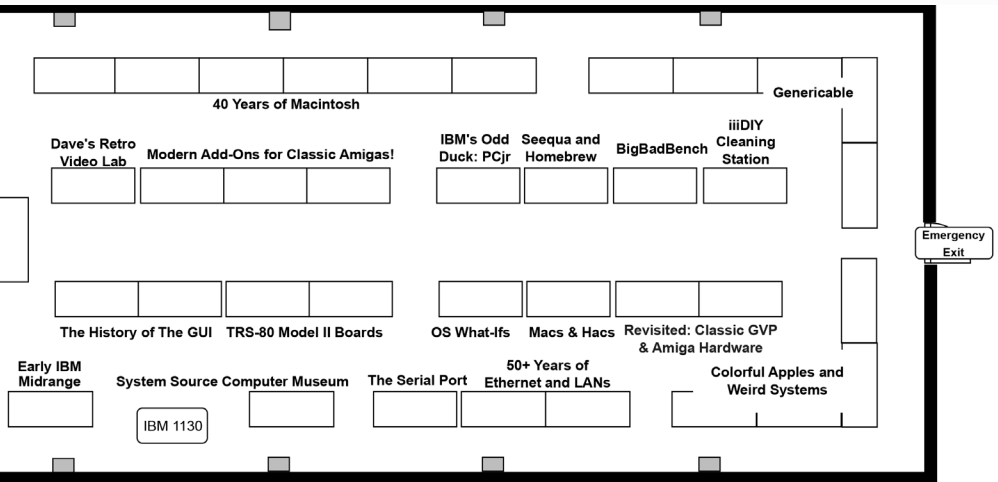 40 Years of Macintosh
Genericable
Dave's Retro
Video Lab
Modern Add-Ons for Classic Amigas!
IBM's Odd
Duck: PCjr
Seequa and
Homebrew
BigBadBench
iiiDIY
Cleaning
Station
Emergency
Exit
The History of The GUI
TRS-80 Model II Boards
OS What-Ifs
Macs & Hacs
Revisited: Classic GVP
& Amiga Hardware
Early IBM
Midrange
System Source Computer Museum
IBM 1130
The Serial Port
50+ Years of
Ethernet and LANs
Colorful Apples and
Weird Systems